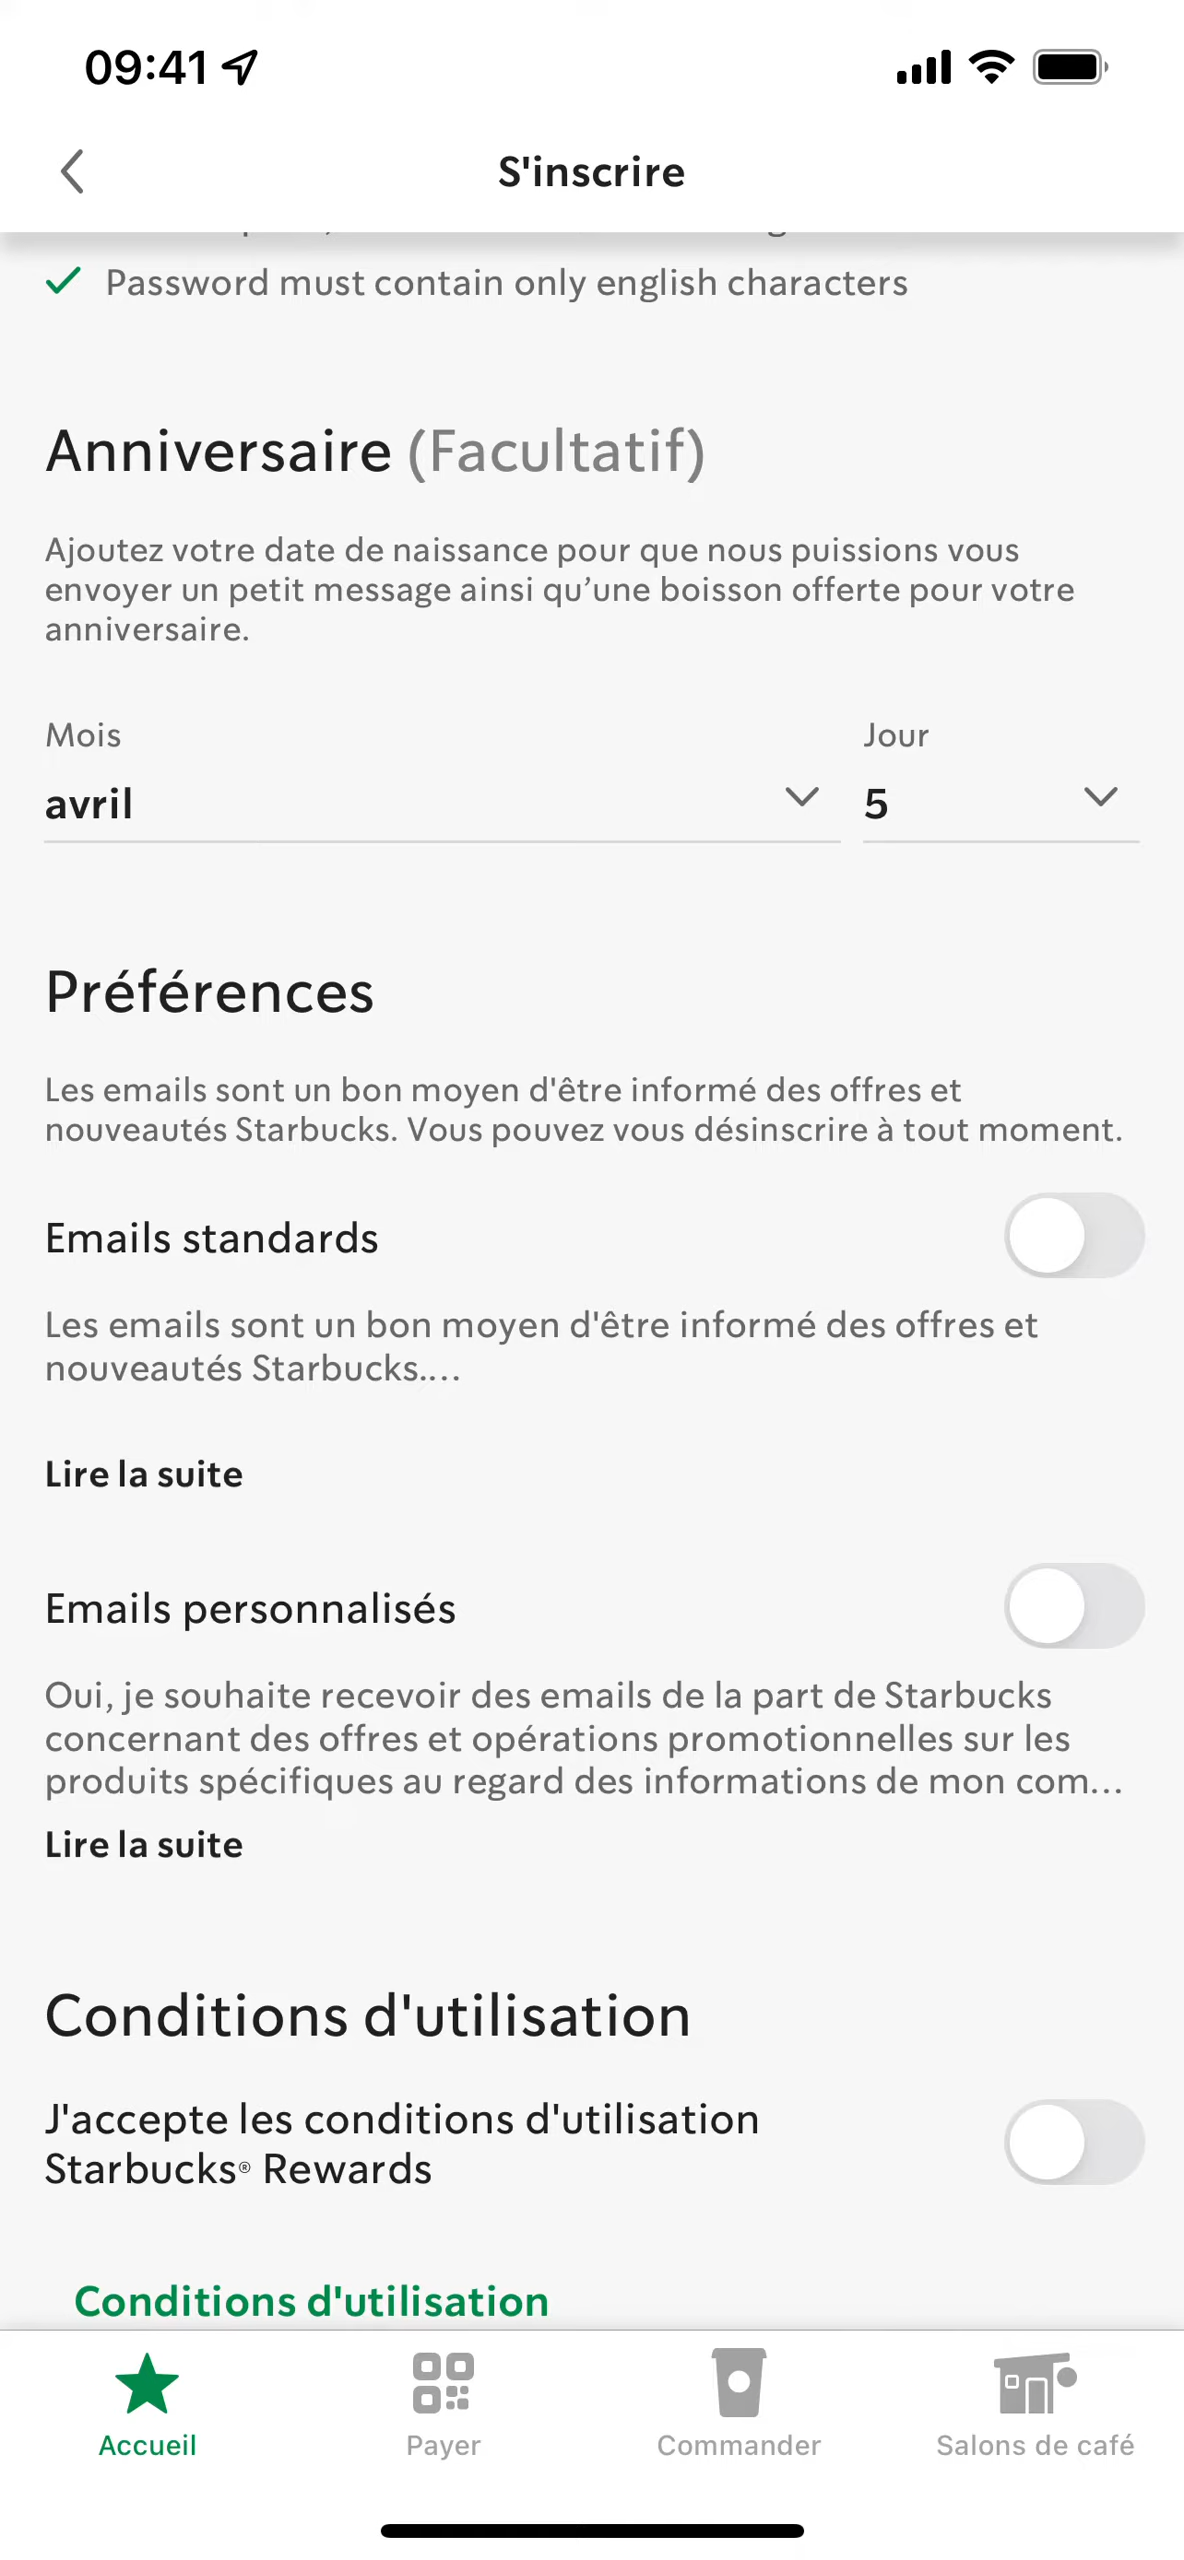 09:41
S'inscrire
Password must contain only english characters
Anniversaire (Facultatif)
Ajoutez votre date de naissance pour que nous puissions vous
envoyer un petit message ainsi qu’une boisson offerte pour votre
anniversaire.
Mois
Jour
avril
5
Préférences
Les emails sont un bon moyen d'être informé des offres et
nouveautés Starbucks. Vous pouvez vous désinscrire à tout moment.
Emails standards
Les emails sont un bon moyen d'être informé des offres et
nouveautés Starbucks....
Lire la suite
Emails personnalisés
Oui, je souhaite recevoir des emails de la part de Starbucks
concernant des offres et opérations promotionnelles sur les
produits spécifiques au regard des informations de mon com...
Lire la suite
Conditions d'utilisation
J'accepte les conditions d'utilisation
Starbucks® Rewards
Conditions d'utilisation
Accueil
Payer
Commander
Salons de café